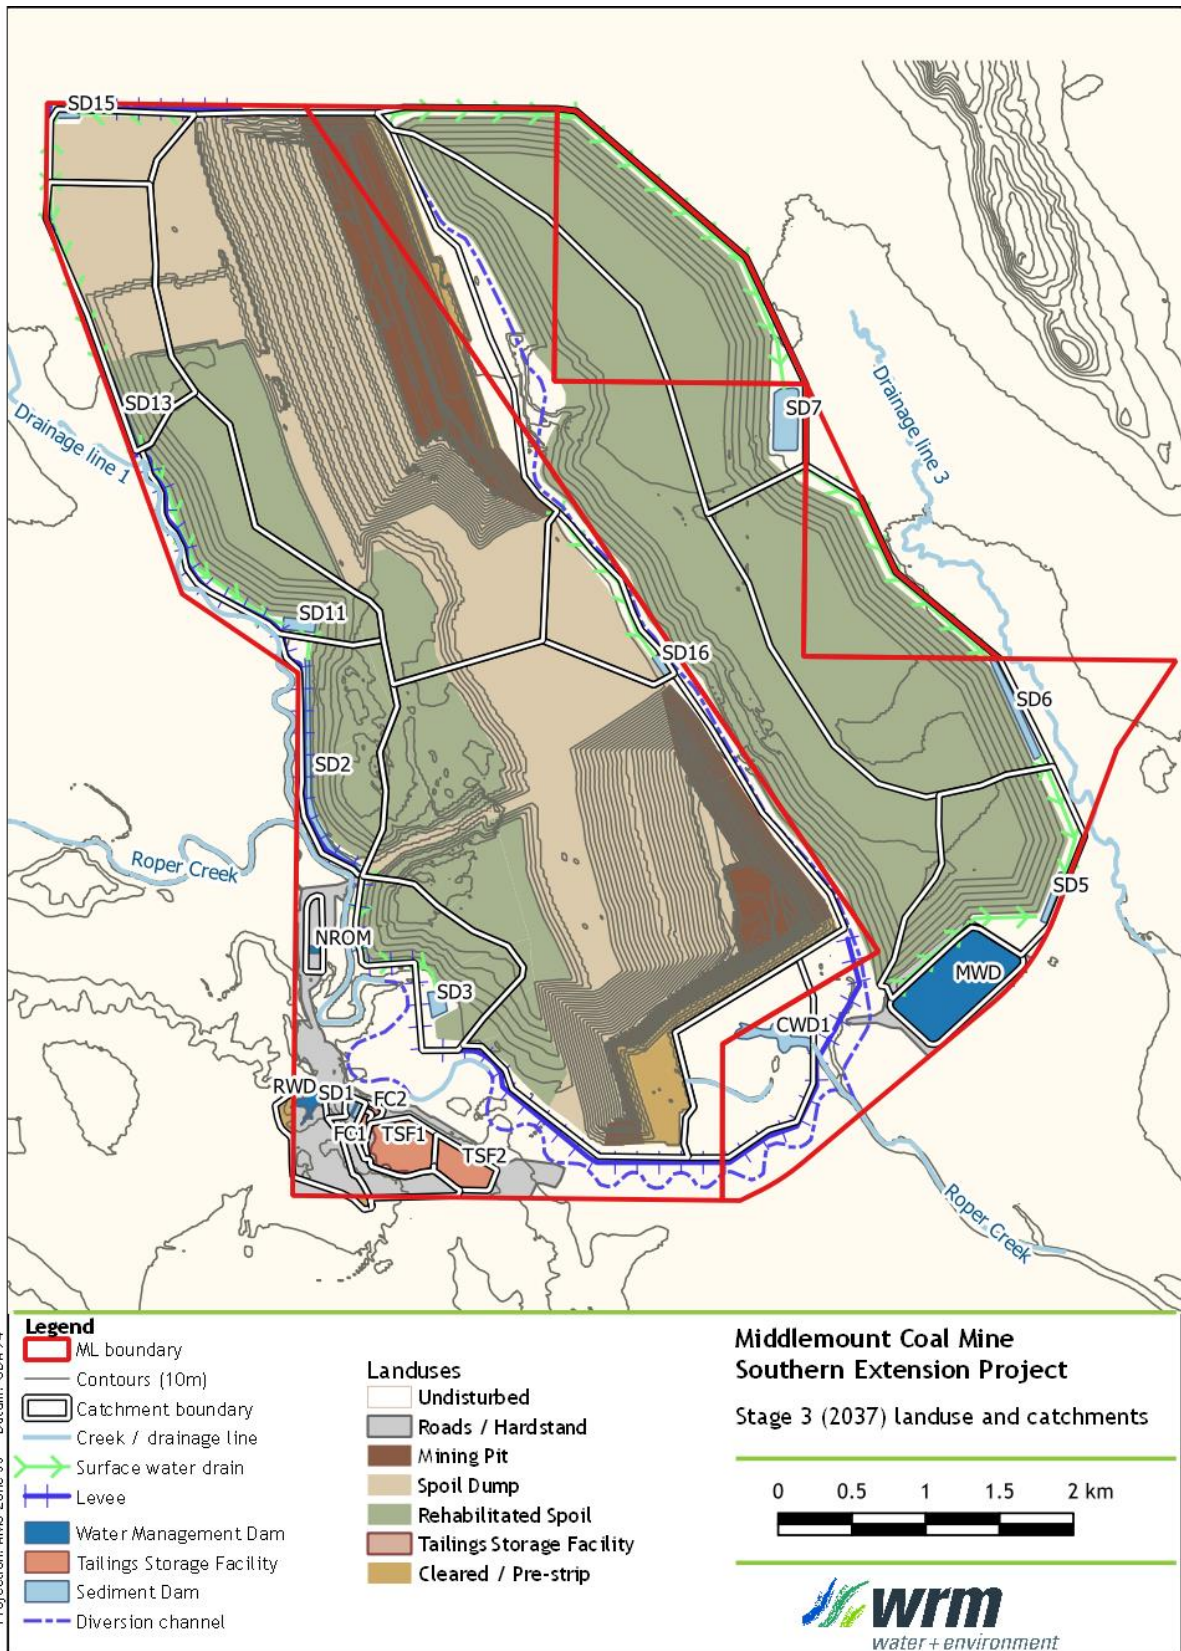 SD15
SD7
Drainage line 3
SD13
Drainage line 1
SD11
SD16
SD6
SD2
Roper Creek
SD5
NROM
MWD
SD3
CWD1
RWD
SD1
FC2
FC1
TSF1
TSF2
Roper Creek
Legend
ML boundary
Contours (10m)
Catchment boundary
Creek / drainage line
Surface water drain
Levee
Water Management Dam
Tailings Storage Facility
Sediment Dam
Diversion channel
Landuses
Undisturbed
Roads / Hardstand
Mining Pit
Spoil Dump
Rehabilitated Spoil
Tailings Storage Facility
Cleared / Pre-strip
Middlemount Coal Mine
Southern Extension Project
Stage 3 (2037) landuse and catchments
0 0.5 1 1.5 2 km
wrm
water + environment